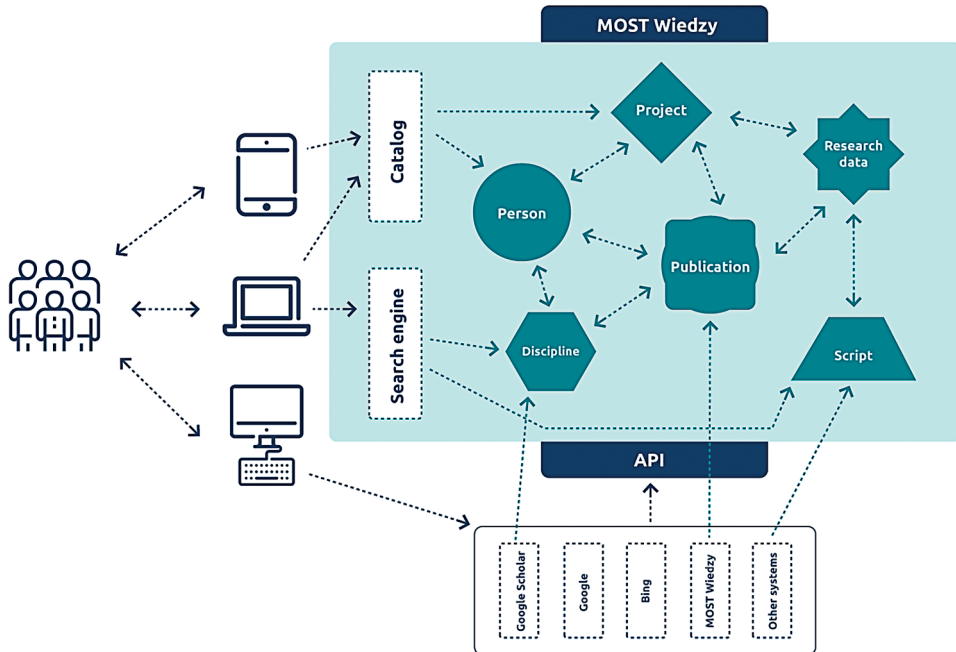 MOST Wiedzy
Catalog
Project
Research
data
Person
Publication
Search engine
Discipline
Script
API
Google Scholar
Google
Bing
MOST Wiedzy
Other systems